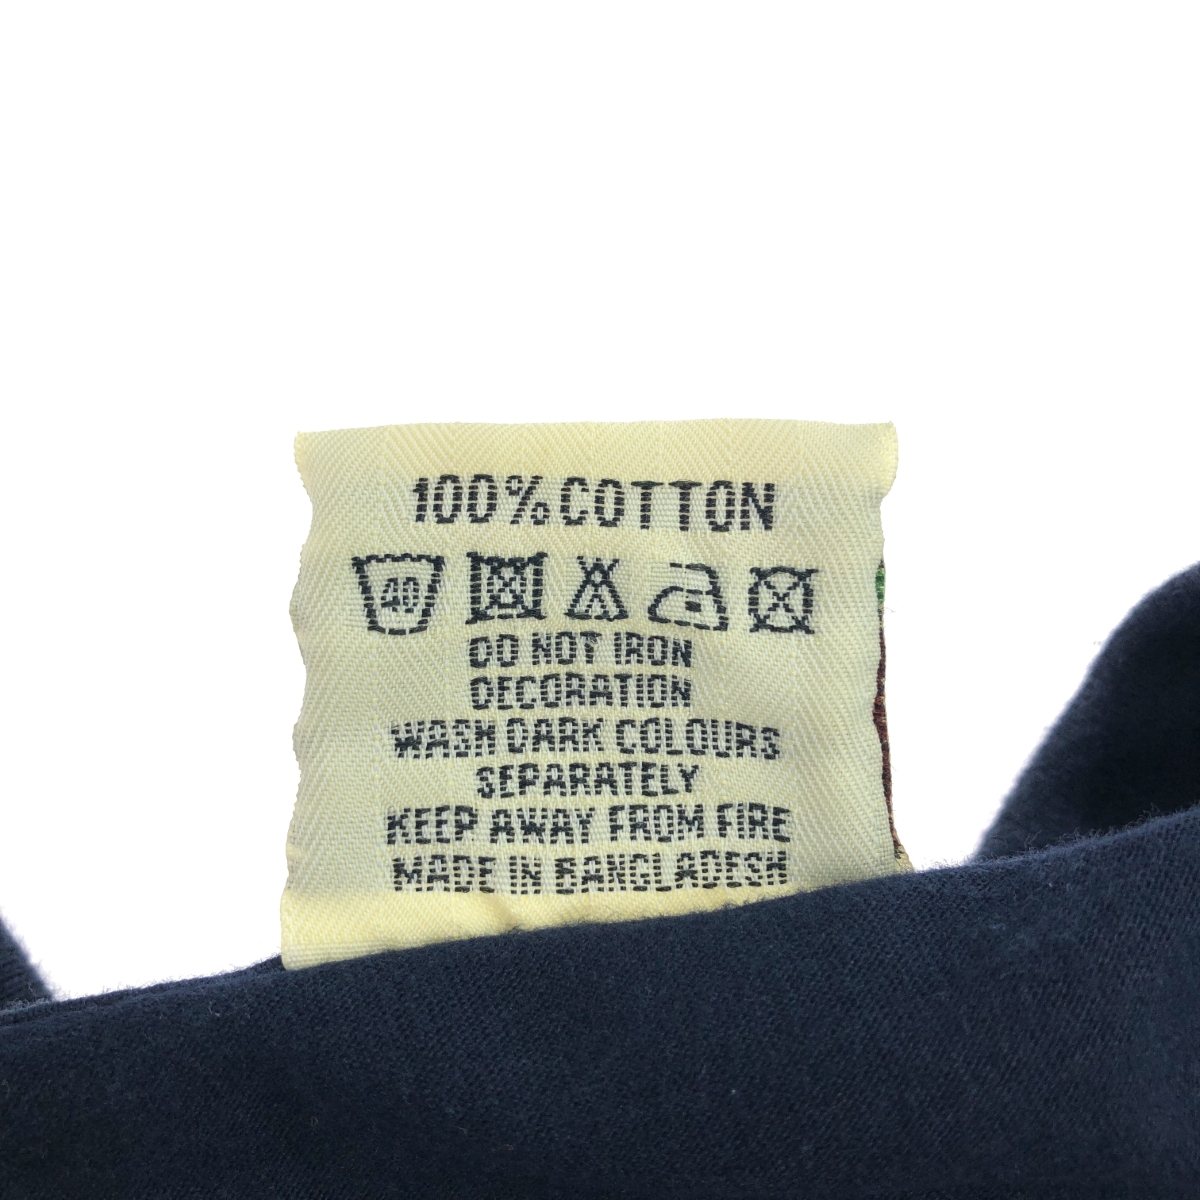 100% COTTON
40
DO NOT IRON
DECORATION
WASH DARK COLOURS
SEPARATELY
KEEP AWAY FROM FIRE
MADE IN BANGLADESH